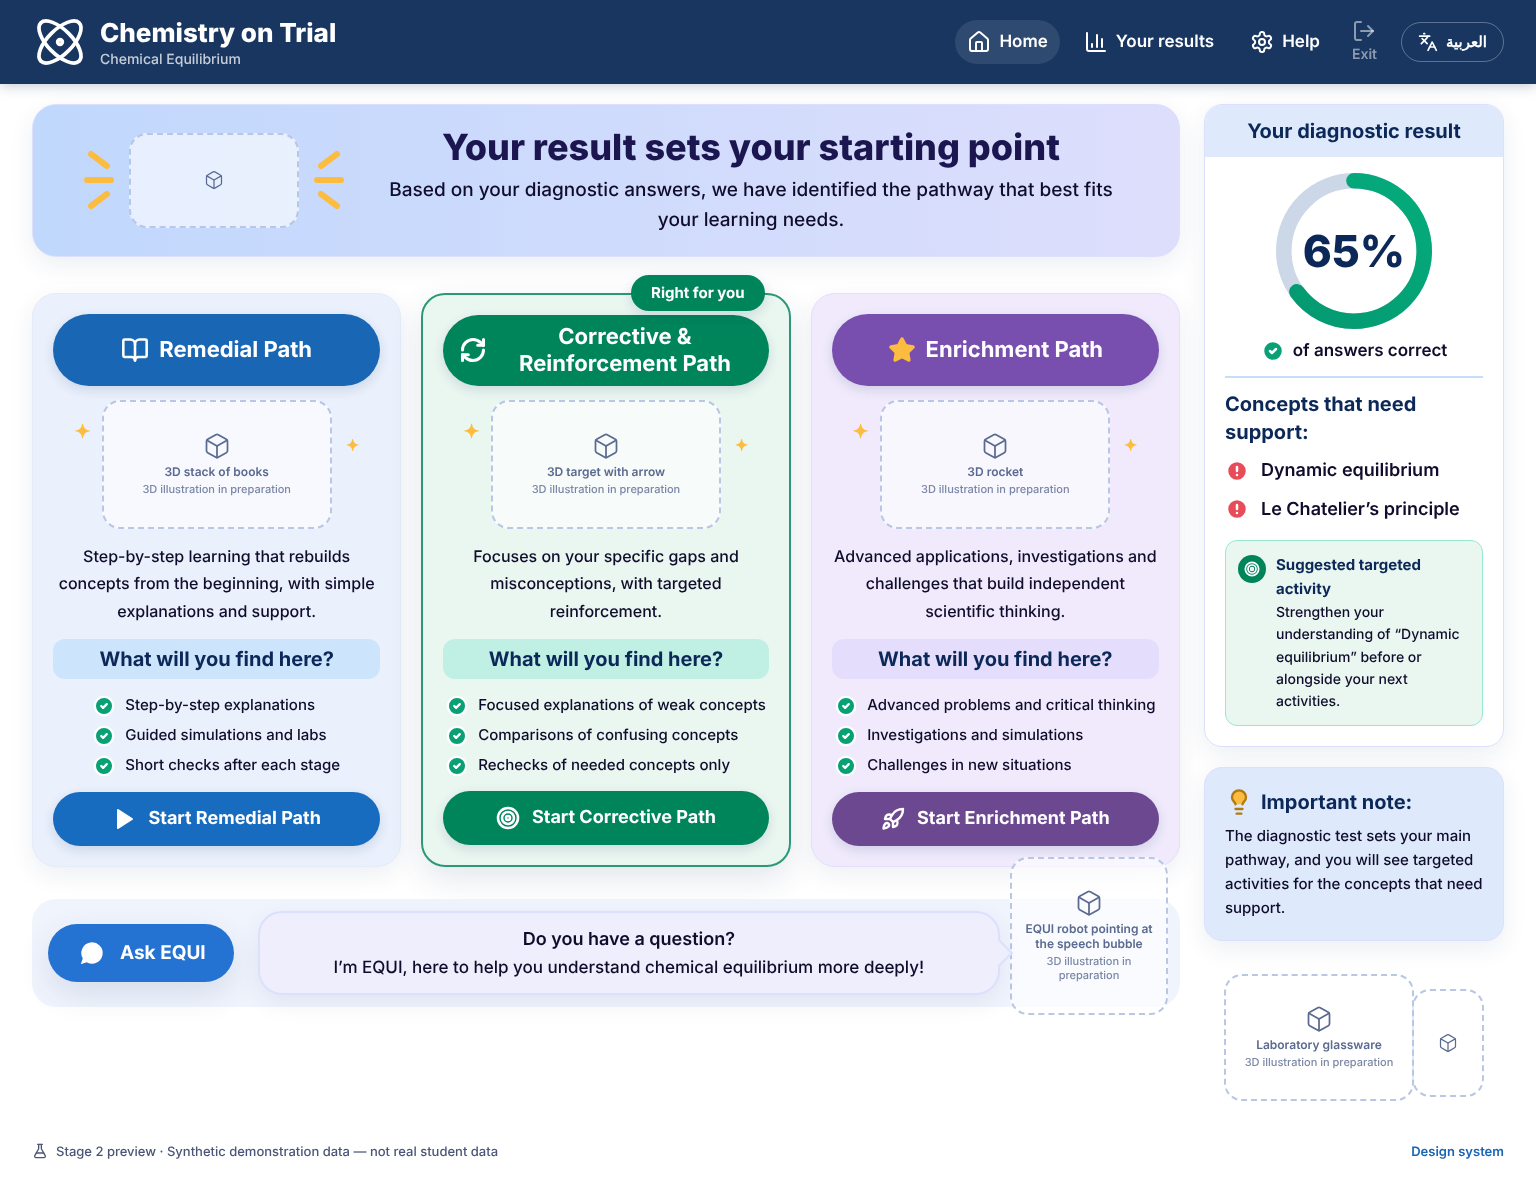 Chemistry on Trial
Chemical Equilibrium
Home
Your results
Help
Exit
العربية
Your result sets your starting point
Based on your diagnostic answers, we have identified the pathway that best fits
your learning needs.
Remedial Path
3D stack of books
3D illustration in preparation
Step-by-step learning that rebuilds
concepts from the beginning, with simple
explanations and support.
What will you find here?
Step-by-step explanations
Guided simulations and labs
Short checks after each stage
Start Remedial Path
Right for you
Corrective &
Reinforcement Path
3D target with arrow
3D illustration in preparation
Focuses on your specific gaps and
misconceptions, with targeted
reinforcement.
What will you find here?
Focused explanations of weak concepts
Comparisons of confusing concepts
Rechecks of needed concepts only
Start Corrective Path
Enrichment Path
3D rocket
3D illustration in preparation
Advanced applications, investigations and
challenges that build independent
scientific thinking.
What will you find here?
Advanced problems and critical thinking
Investigations and simulations
Challenges in new situations
Start Enrichment Path
Ask EQUI
Do you have a question?
I’m EQUI, here to help you understand chemical equilibrium more deeply!
EQUI robot pointing at
the speech bubble
3D illustration in
preparation
Your diagnostic result
65%
of answers correct
Concepts that need
support:
Dynamic equilibrium
Le Chatelier’s principle
Suggested targeted
activity
Strengthen your
understanding of “Dynamic
equilibrium” before or
alongside your next
activities.
Important note:
The diagnostic test sets your main
pathway, and you will see targeted
activities for the concepts that need
support.
Laboratory glassware
3D illustration in preparation
Stage 2 preview · Synthetic demonstration data — not real student data
Design system